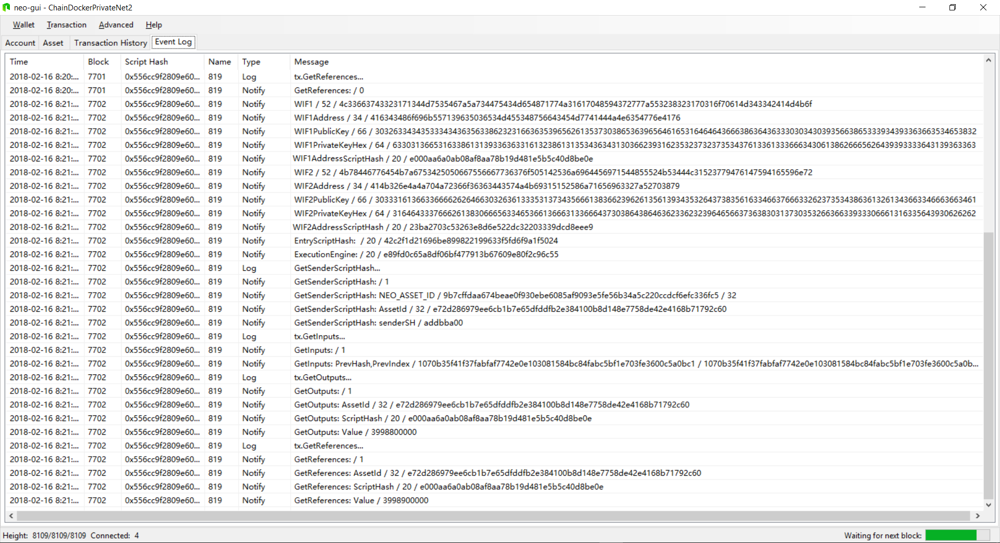 neo-gui - ChainDockerPrivateNet2
Wallet Transaction Advanced Help
Account Asset Transaction History Event Log
Time Block Script Hash Name Type Message
2018-02-16 8:20:... 7701 0x556cc9f2809e60... 819 Log tx.GetReferences...
2018-02-16 8:20:... 7701 0x556cc9f2809e60... 819 Notify GetReferences: / 0
2018-02-16 8:21:... 7702 0x556cc9f2809e60... 819 Notify WIF1 / 52 /
2018-02-16 8:21:... 7702 0x556cc9f2809e60... 819 Notify WIF1Address / 34 / 416343486f696b557139635036534d455348756643454d7741444a4e6354776e4176
2018-02-16 8:21:... 7702 0x556cc9f2809e60... 819 Notify WIF1PublicKey / 66 /
2018-02-16 8:21:... 7702 0x556cc9f2809e60... 819 Notify WIF1PrivateKeyHex / 64 /
2018-02-16 8:21:... 7702 0x556cc9f2809e60... 819 Notify WIF1AddressScriptHash / 20 / e000aa6a0ab08af8aa78b19d481e5b5c40d8be0e
2018-02-16 8:21:... 7702 0x556cc9f2809e60... 819 Notify WIF2 / 52 /
2018-02-16 8:21:... 7702 0x556cc9f2809e60... 819 Notify WIF2Address / 34 / 414b326e4a4a704a72366f36363443574a4b69315152586a71656963327a52703879
2018-02-16 8:21:... 7702 0x556cc9f2809e60... 819 Notify WIF2PublicKey / 66 /
2018-02-16 8:21:... 7702 0x556cc9f2809e60... 819 Notify WIF2PrivateKeyHex / 64 /
2018-02-16 8:21:... 7702 0x556cc9f2809e60... 819 Notify WIF2AddressScriptHash / 20 / 23ba2703c53263e8d6e522dc32203339dcd8eee9
2018-02-16 8:21:... 7702 0x556cc9f2809e60... 819 Notify EntryScriptHash: / 20 / 42c2f1d21696be899822199633f5fd6f9a1f5024
2018-02-16 8:21:... 7702 0x556cc9f2809e60... 819 Notify ExecutionEngine: / 20 / e89fd0c65a8df06bf477913b67609e80f2c96c55
2018-02-16 8:21:... 7702 0x556cc9f2809e60... 819 Log GetSenderScriptHash...
2018-02-16 8:21:... 7702 0x556cc9f2809e60... 819 Notify GetSenderScriptHash: / 1
2018-02-16 8:21:... 7702 0x556cc9f2809e60... 819 Notify GetSenderScriptHash: NEO_ASSET_ID / 9b7cffdaa674beae0f930ebe6085af9093e5fe56b34a5c220ccdcf6efc336fc5 / 32
2018-02-16 8:21:... 7702 0x556cc9f2809e60... 819 Notify GetSenderScriptHash: AssetId / 32 / e72d286979ee6cb1b7e65dfddfb2e384100b8d148e7758de42e4168b71792c60
2018-02-16 8:21:... 7702 0x556cc9f2809e60... 819 Notify GetSenderScriptHash: senderSH / addbba00
2018-02-16 8:21:... 7702 0x556cc9f2809e60... 819 Log tx.GetInputs...
2018-02-16 8:21:... 7702 0x556cc9f2809e60... 819 Notify GetInputs: / 1
2018-02-16 8:21:... 7702 0x556cc9f2809e60... 819 Notify GetInputs: PrevHash,PrevIndex / 1070b35f41f37fabfaf7742e0e103081584bc84fabc5bf1e703fe3600c5a0bc1 / 1070b35f41f37fabfaf7742e0e103081584bc84fabc5bf1e703fe3600c5a0b...
2018-02-16 8:21:... 7702 0x556cc9f2809e60... 819 Log tx.GetOutputs...
2018-02-16 8:21:... 7702 0x556cc9f2809e60... 819 Notify GetOutputs: / 1
2018-02-16 8:21:... 7702 0x556cc9f2809e60... 819 Notify GetOutputs: AssetId / 32 / e72d286979ee6cb1b7e65dfddfb2e384100b8d148e7758de42e4168b71792c60
2018-02-16 8:21:... 7702 0x556cc9f2809e60... 819 Notify GetOutputs: ScriptHash / 20 / e000aa6a0ab08af8aa78b19d481e5b5c40d8be0e
2018-02-16 8:21:... 7702 0x556cc9f2809e60... 819 Notify GetOutputs: Value / 3998800000
2018-02-16 8:21:... 7702 0x556cc9f2809e60... 819 Log tx.GetReferences...
2018-02-16 8:21:... 7702 0x556cc9f2809e60... 819 Notify GetReferences: / 1
2018-02-16 8:21:... 7702 0x556cc9f2809e60... 819 Notify GetReferences: AssetId / 32 / e72d286979ee6cb1b7e65dfddfb2e384100b8d148e7758de42e4168b71792c60
2018-02-16 8:21:... 7702 0x556cc9f2809e60... 819 Notify GetReferences: ScriptHash / 20 / e000aa6a0ab08af8aa78b19d481e5b5c40d8be0e
2018-02-16 8:21:... 7702 0x556cc9f2809e60... 819 Notify GetReferences: Value / 3998900000
Height: 8109/8109/8109 Connected: 4 Waiting for next block: